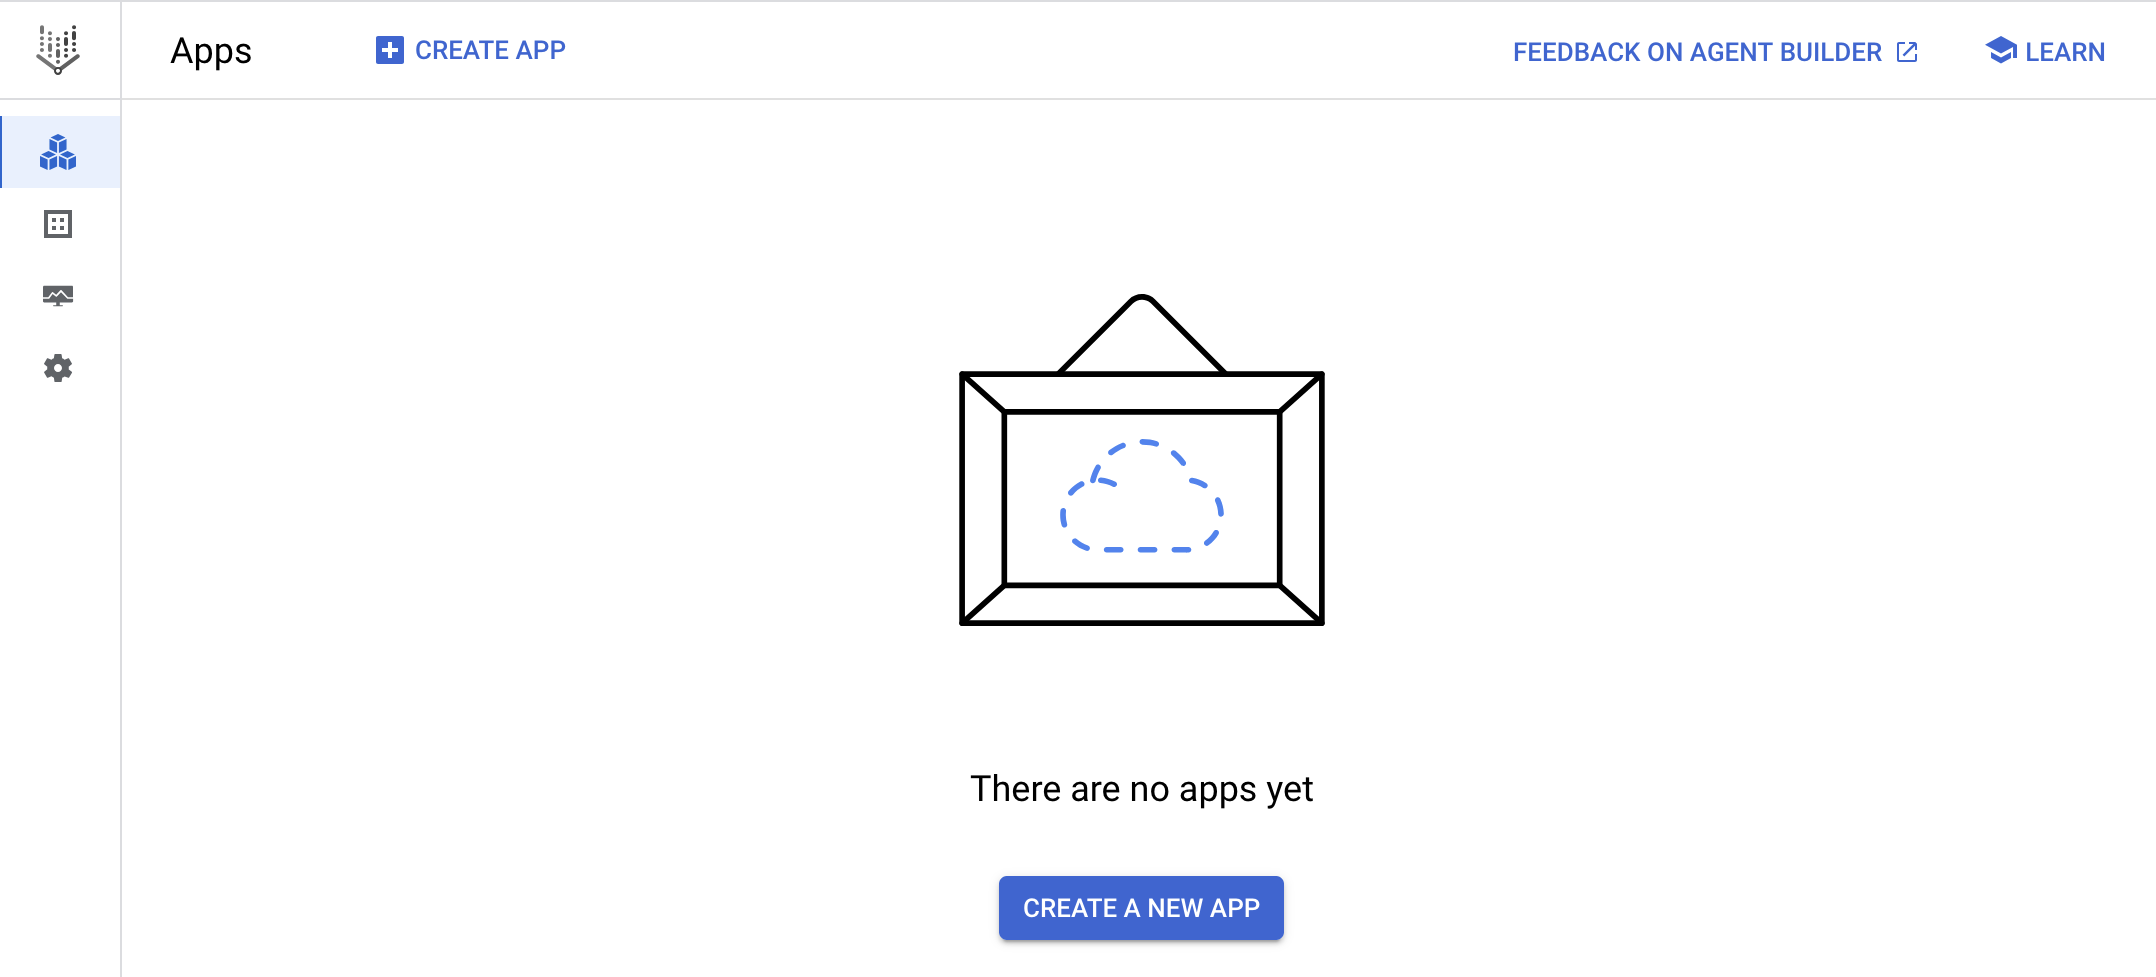 Apps
CREATE APP
FEEDBACK ON AGENT BUILDER
LEARN
There are no apps yet
CREATE A NEW APP